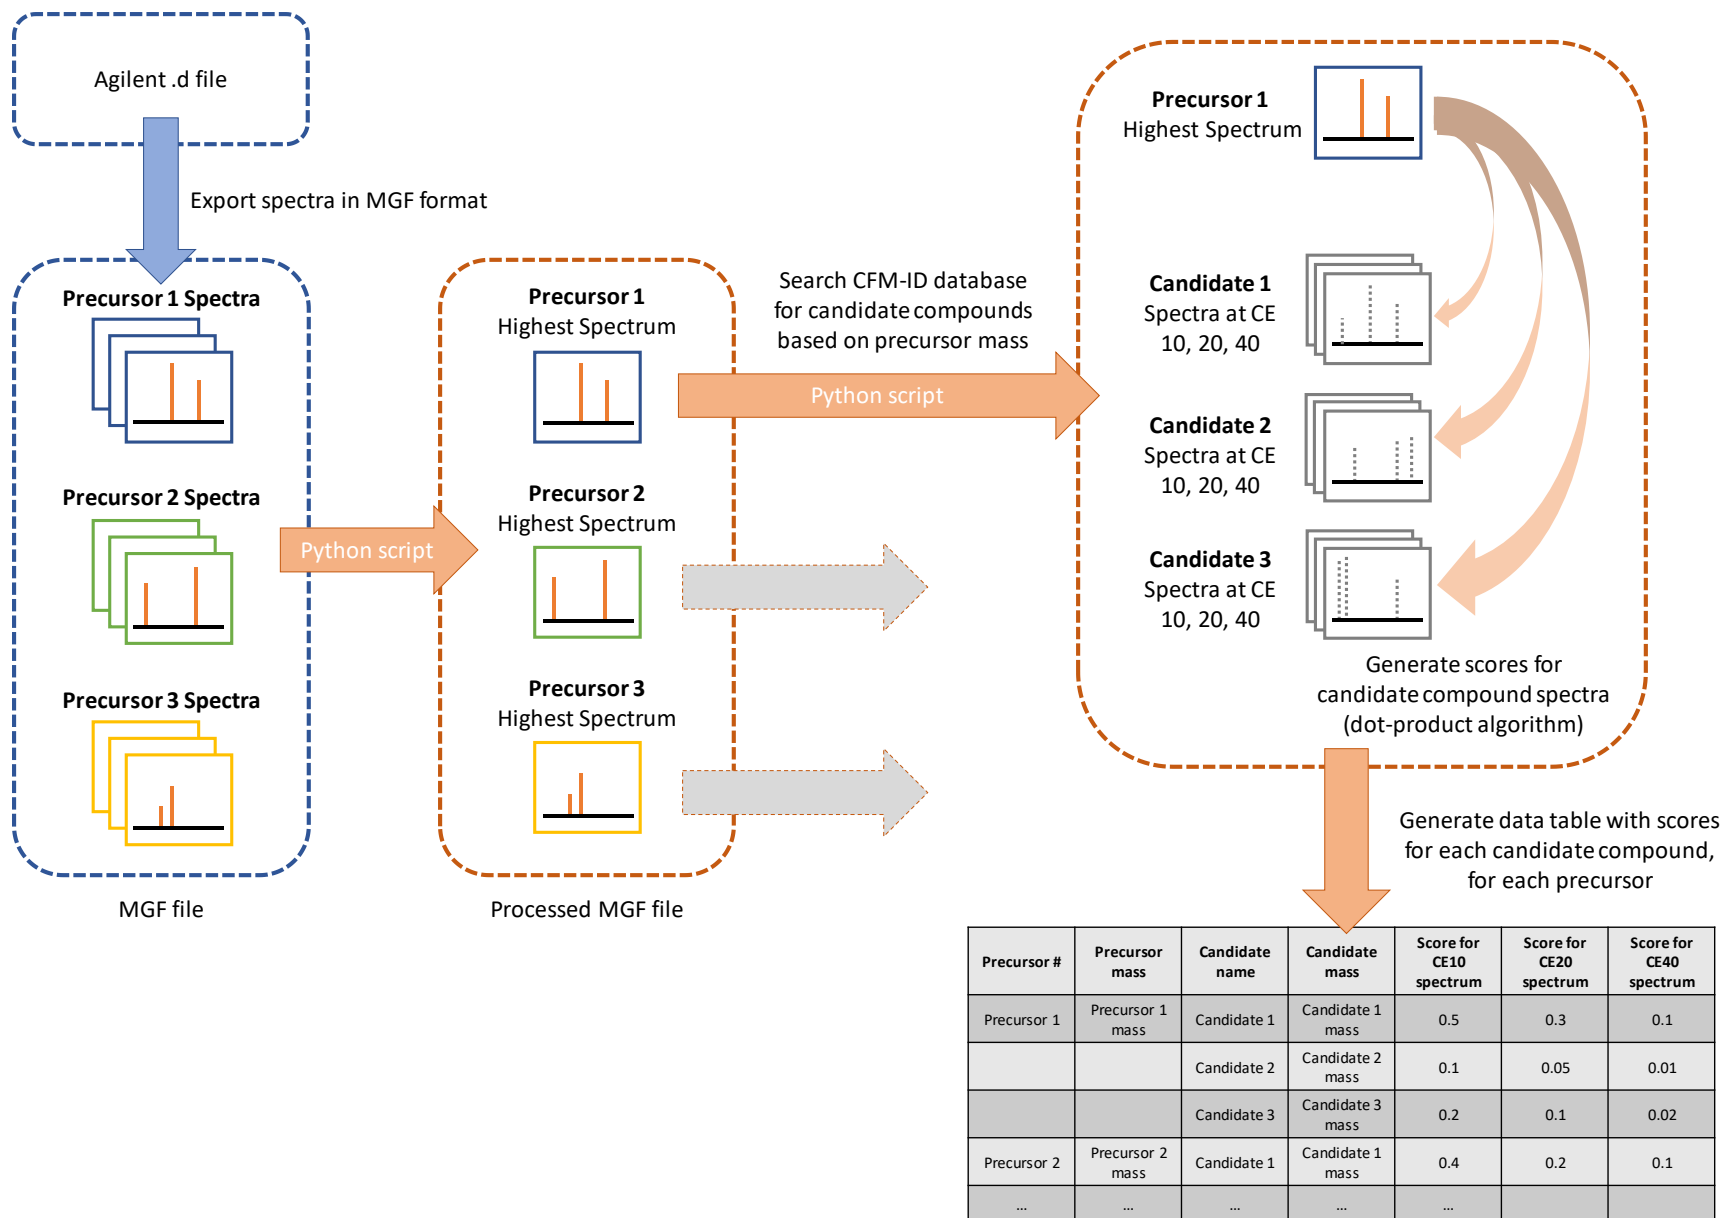 Agilent .d file
Export spectra in MGF format
Precursor 1 Spectra
Precursor 2 Spectra
Precursor 3 Spectra
MGF file
Python script
Precursor 1
Highest Spectrum
Precursor 2
Highest Spectrum
Precursor 3
Highest Spectrum
Processed MGF file
Search CFM-ID database
for candidate compounds
based on precursor mass
Python script
Precursor 1
Highest Spectrum
Candidate 1
Spectra at CE
10, 20, 40
Candidate 2
Spectra at CE
10, 20, 40
Candidate 3
Spectra at CE
10, 20, 40
Generate scores for
candidate compound spectra
(dot-product algorithm)
Generate data table with scores
for each candidate compound,
for each precursor
Precursor # Precursor mass Candidate name Candidate mass Score for CE10 spectrum Score for CE20 spectrum Score for CE40 spectrum
Precursor 1 Precursor 1 mass Candidate 1 Candidate 1 mass 0.5 0.3 0.1
Candidate 2 Candidate 2 mass 0.1 0.05 0.01
Candidate 3 Candidate 3 mass 0.2 0.1 0.02
Precursor 2 Precursor 2 mass Candidate 1 Candidate 1 mass 0.4 0.2 0.1
... ... ... ... ...